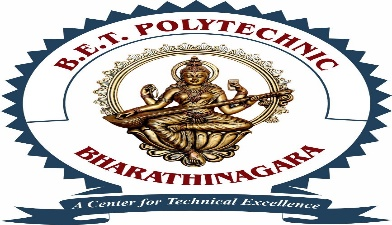 B.E.T. POLYTECHNIC
BHARATHINAGARA
A Center for Technical Excellence